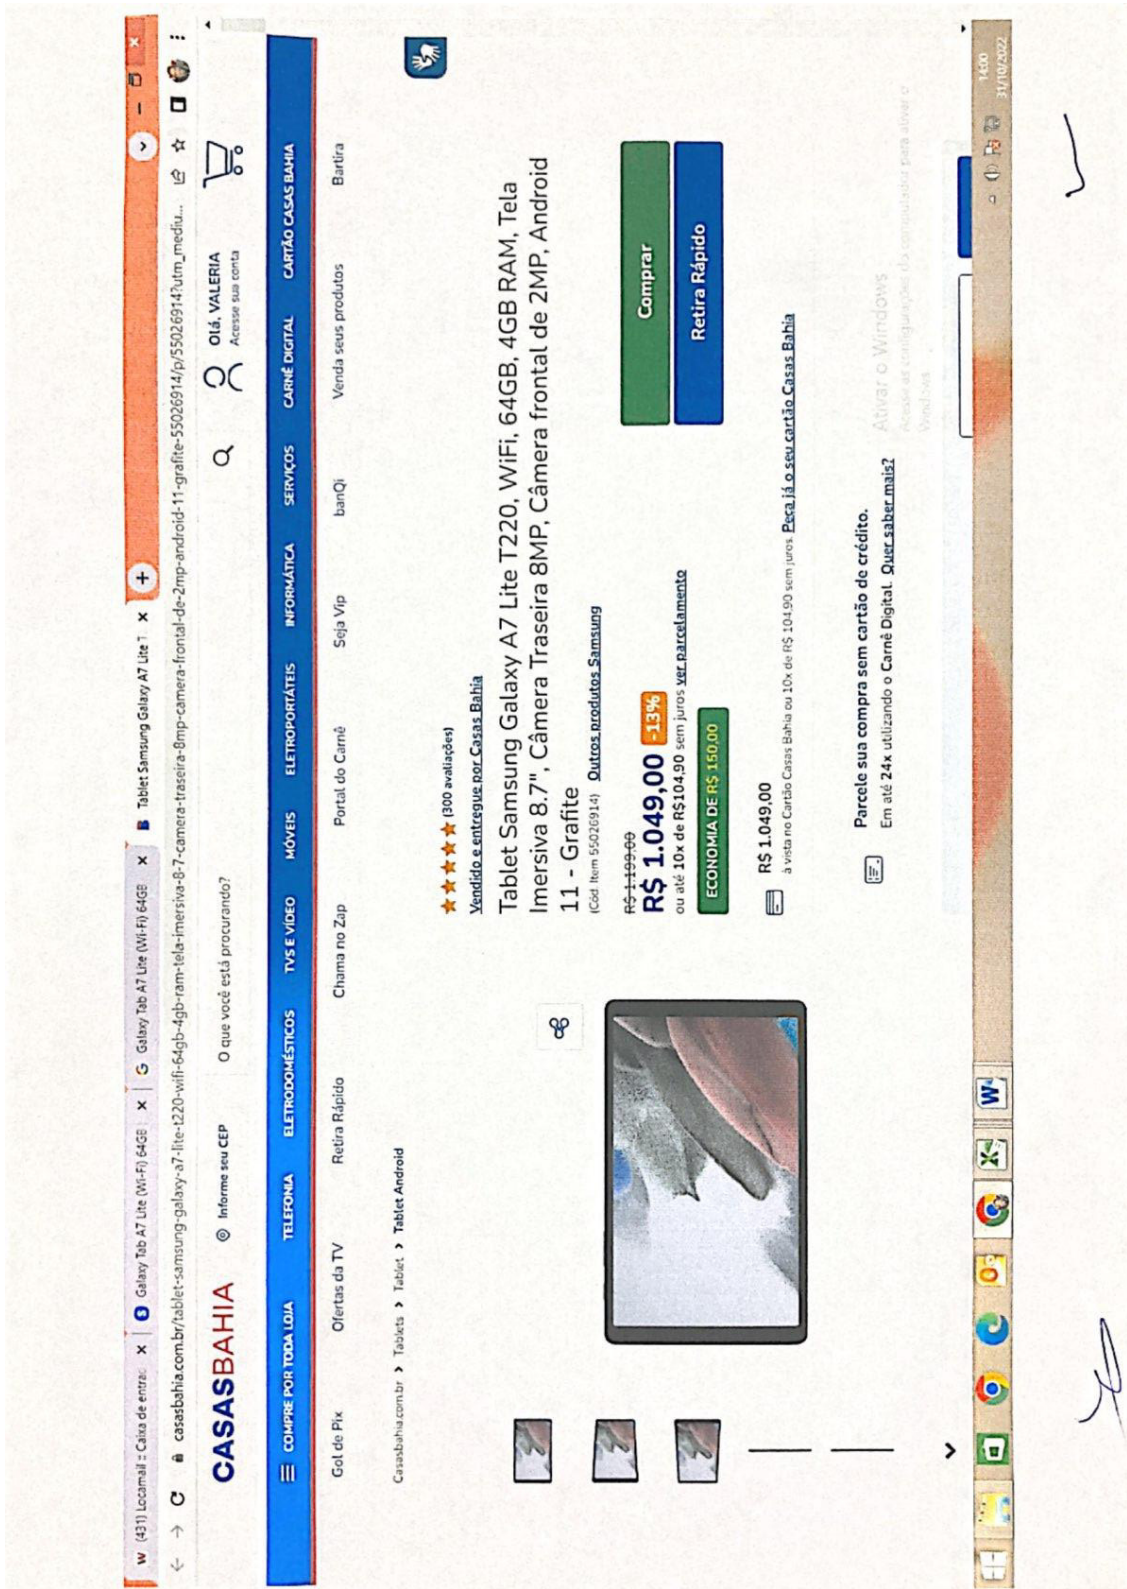 (431) Locamail :: Caixa de entrad
Galaxy Tab A7 Lite (Wi-Fi) 64GB
Galaxy Tab A7 Lite (Wi-Fi) 64GB
Tablet Samsung Galaxy A7 Lite T
casasbahia.com.br/tablet-samsung-galaxy-a7-lite-t220-wifi-64gb-4gb-ram-tela-imersiva-8-7-camera-traseira-8mp-camera-frontal-de-2mp-android-11-grafite-55026914/p/55026914?utm_mediu...
CASASBAHIA
Informe seu CEP
O que você está procurando?
Olá, VALERIA
Acesse sua conta
COMPRE POR TODA LOJA TELEFONIA ELETRODOMÉSTICOS TVS E VÍDEO MÓVEIS ELETROPORTÁTEIS INFORMÁTICA SERVIÇOS CARNÊ DIGITAL CARTÃO CASAS BAHIA
Gol de Pix Ofertas da TV Retira Rápido Chama no Zap Portal do Carnê Seja Vip banQi Venda seus produtos Bartira
Casasbahia.com.br > Tablets > Tablet > Tablet Android
(300 avaliações)
Vendido e entregue por Casas Bahia
Tablet Samsung Galaxy A7 Lite T220, WiFi, 64GB, 4GB RAM, Tela
Imersiva 8.7", Câmera Traseira 8MP, Câmera frontal de 2MP, Android
11 - Grafite
(Cód. Item 55026914) Outros produtos Samsung
R$ 1.199,00
R$ 1.049,00 -13%
ou até 10x de R$104,90 sem juros ver parcelamento
ECONOMIA DE R$ 150,00
Comprar
Retira Rápido
R$ 1.049,00
à vista no Cartão Casas Bahia ou 10x de R$ 104,90 sem juros. Peça já o seu cartão Casas Bahia
Parcele sua compra sem cartão de crédito.
Em até 24x utilizando o Carnê Digital. Quer saber mais?
Ativar o Windows
Acesse as configurações do computador para ativar o
Windows.
14:00
31/10/2022